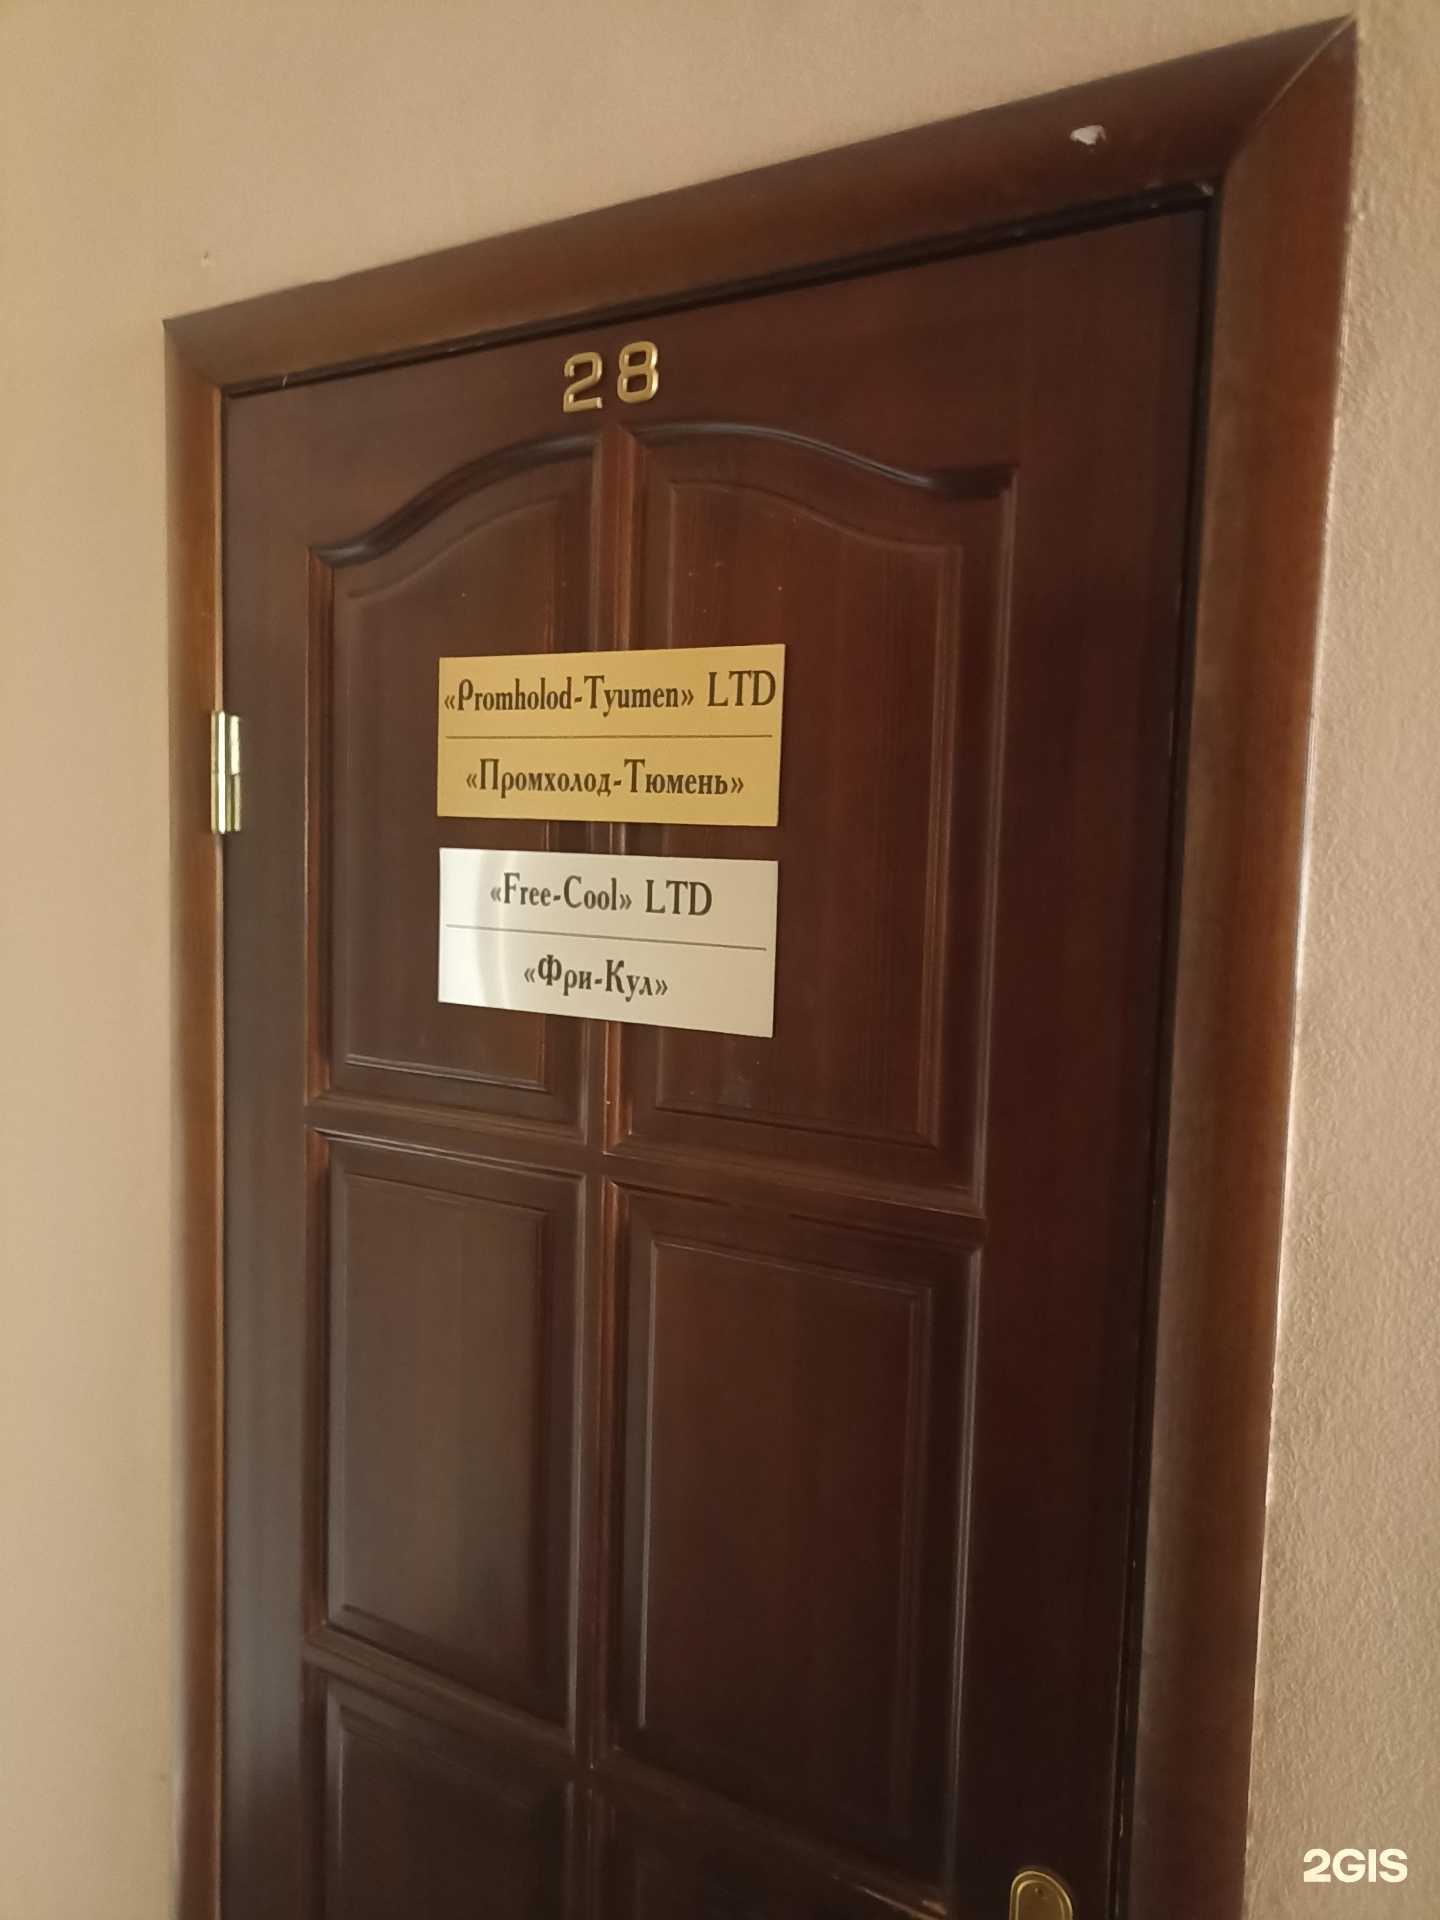 28
«Promholod-Tyumen» LTD
«Промхолод-Тюмень»
«Free-Cool» LTD
«Фри-Кул»
2GIS